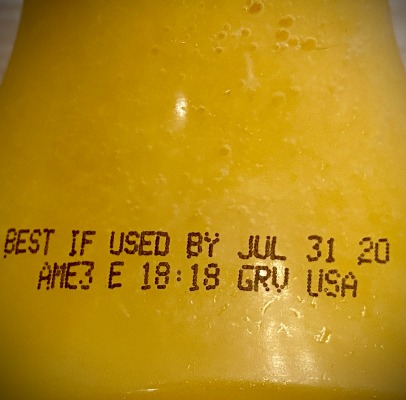 BEST IF USED BY JUL 31 20
AME3 E 18:18 GRV USA